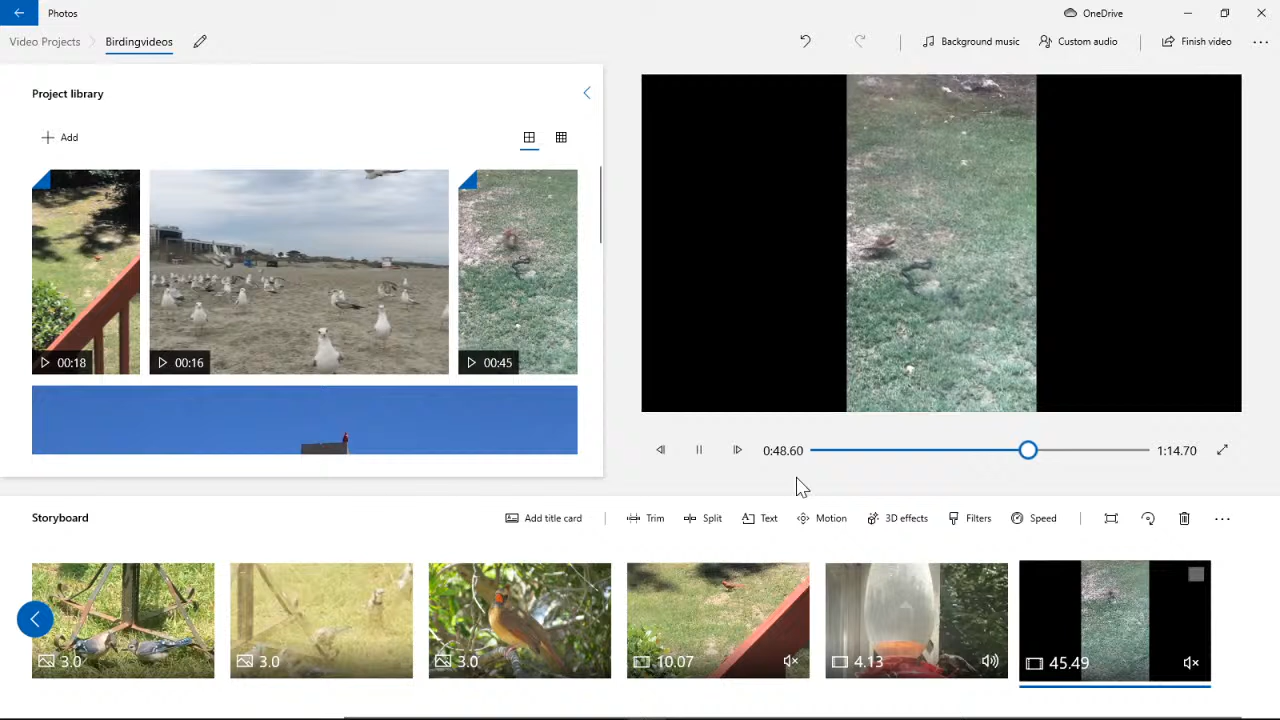 Photos
OneDrive
Video Projects
Birdingvideos
Background music
Custom audio
Finish video
Project library
Add
00:18
00:16
00:45
0:48.60
1:14.70
Storyboard
Add title card
Trim
Split
Text
Motion
3D effects
Filters
Speed
3.0
3.0
3.0
10.07
4.13
45.49